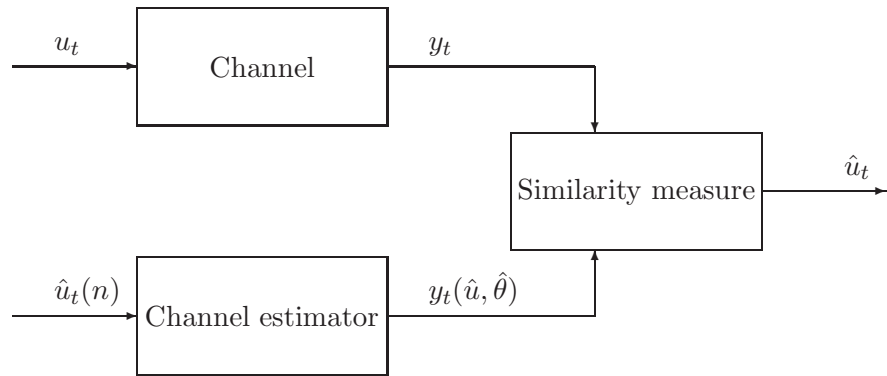 u_t
Channel
y_t
Similarity measure
û_t
û_t(n)
Channel estimator
y_t(û, θ̂)